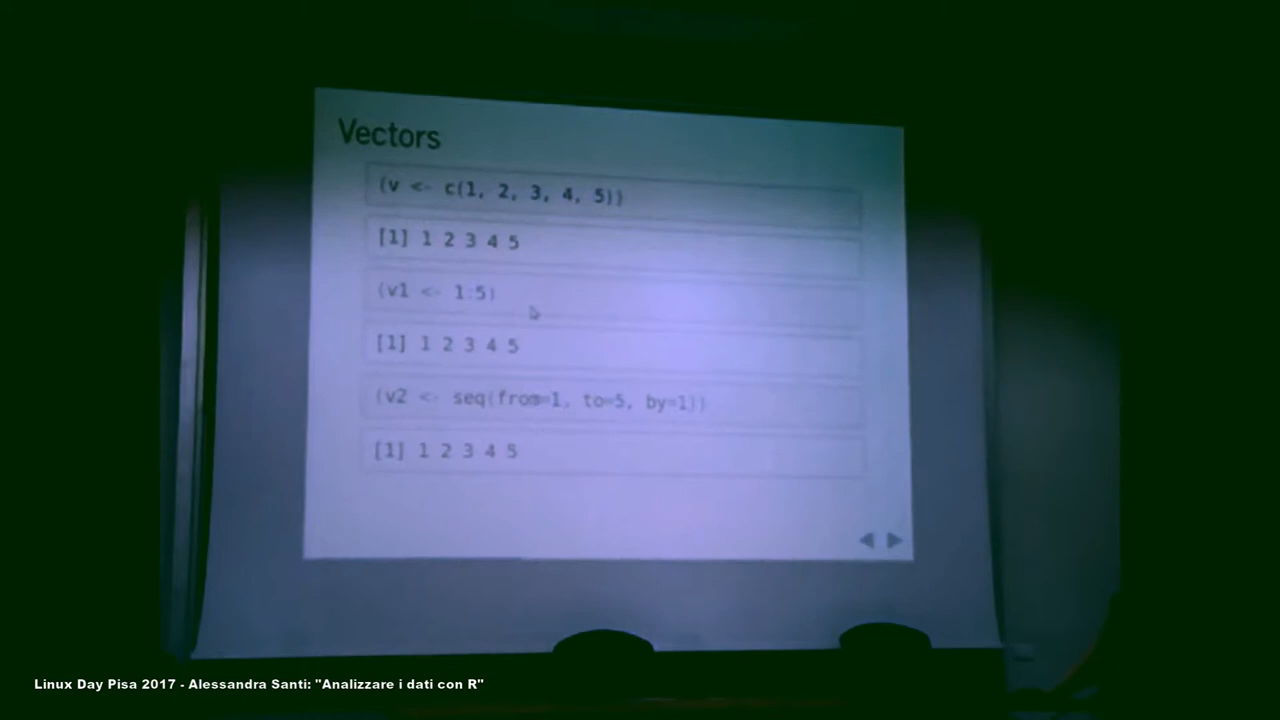 Vectors
(v <- c(1, 2, 3, 4, 5))
[1] 1 2 3 4 5
(v1 <- 1:5)
[1] 1 2 3 4 5
(v2 <- seq(from=1, to=5, by=1))
[1] 1 2 3 4 5
Linux Day Pisa 2017 - Alessandra Santi: "Analizzare i dati con R"